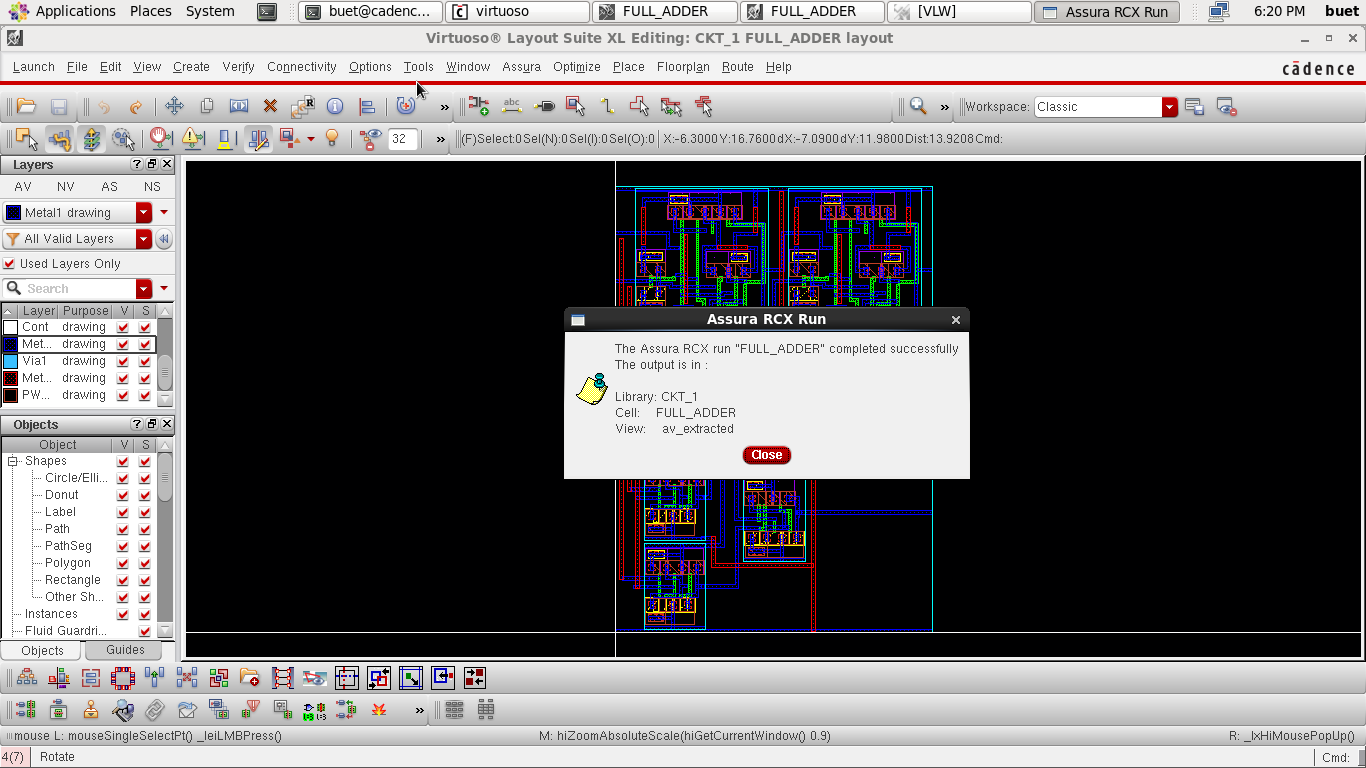 Applications Places System buet@cadenc... virtuoso FULL_ADDER FULL_ADDER [VLW] Assura RCX Run 6:20 PM buet
Virtuoso® Layout Suite XL Editing: CKT_1 FULL_ADDER layout
Launch File Edit View Create Verify Connectivity Options Tools Window Assura Optimize Place Floorplan Route Help
cādence
abc
» » Workspace: Classic
32 » (F)Select:0 Sel(N):0 Sel(I):0 Sel(O):0 X:-6.3000 Y:16.7600 dX:-7.0900 dY:11.9800 Dist:13.9208 Cmd:
Layers
AV NV AS NS
Metal1 drawing
All Valid Layers
Used Layers Only
Search
Layer Purpose V S
Cont drawing
Met... drawing
Via1 drawing
Met... drawing
PW... drawing
Objects
Object V S
Shapes
Circle/Elli...
Donut
Label
Path
PathSeg
Polygon
Rectangle
Other Sh...
Instances
Fluid Guardri...
Objects Guides
Assura RCX Run
The Assura RCX run "FULL_ADDER" completed successfully
The output is in :
Library: CKT_1
Cell: FULL_ADDER
View: av_extracted
Close
»
mouse L: mouseSingleSelectPt() _leiLMBPress() M: hiZoomAbsoluteScale(hiGetCurrentWindow() 0.9) R: _lxHiMousePopUp()
4(7) Rotate Cmd: